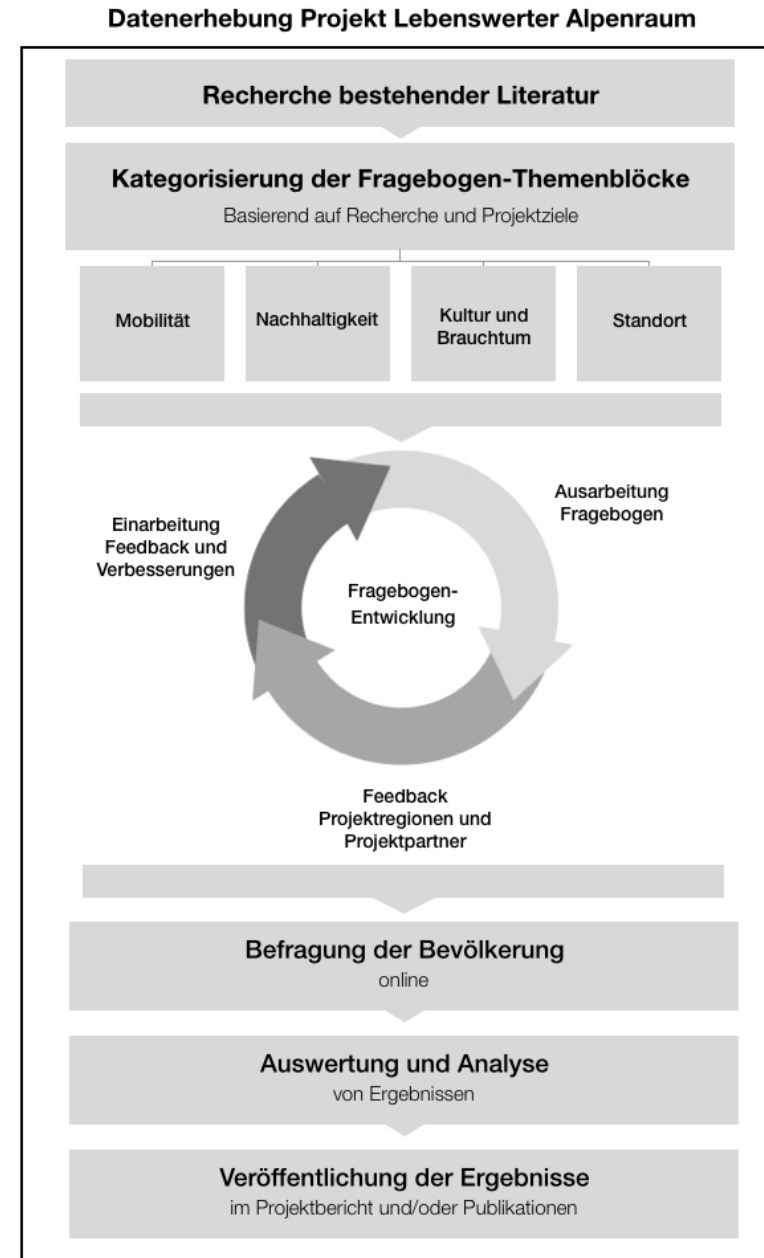 Datenerhebung Projekt Lebenswerter Alpenraum
Recherche bestehender Literatur
Kategorisierung der Fragebogen-Themenblöcke
Basierend auf Recherche und Projektziele
Mobilität
Nachhaltigkeit
Kultur und
Brauchtum
Standort
Ausarbeitung
Fragebogen
Einarbeitung
Feedback und
Verbesserungen
Fragebogen-
Entwicklung
Feedback
Projektregionen und
Projektpartner
Befragung der Bevölkerung
online
Auswertung und Analyse
von Ergebnissen
Veröffentlichung der Ergebnisse
im Projektbericht und/oder Publikationen